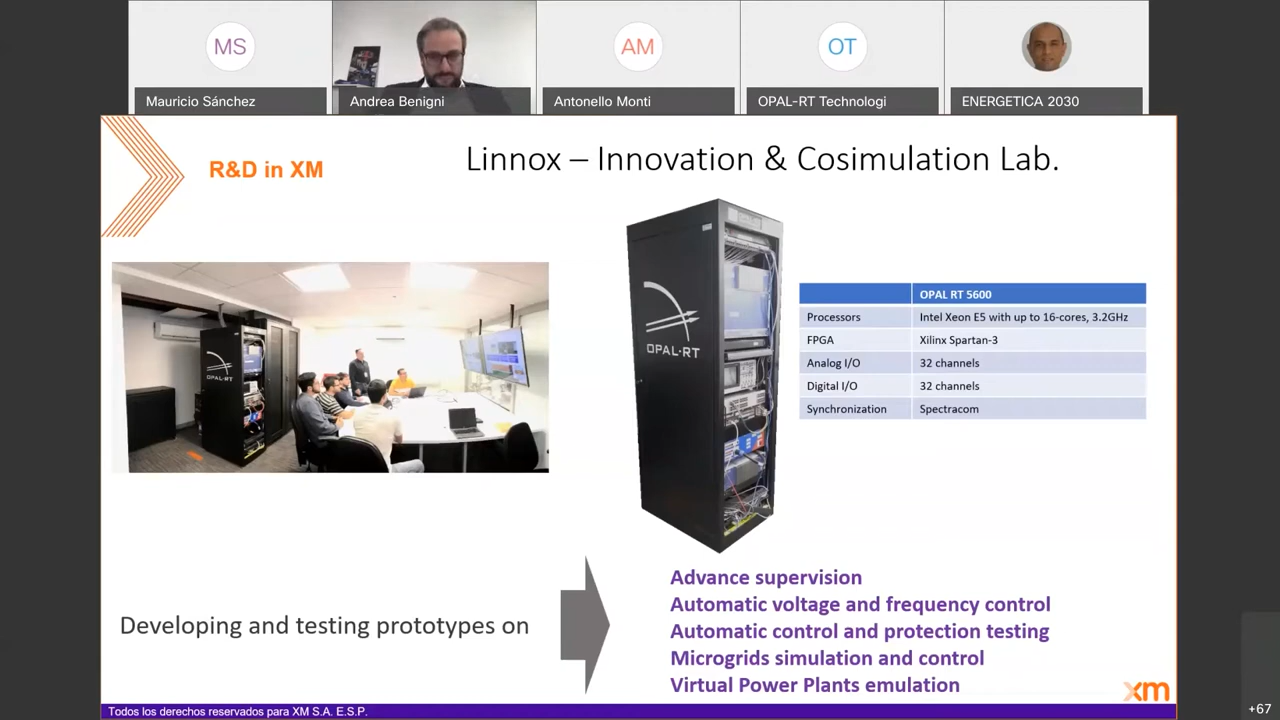 MS
AM
OT
Mauricio Sánchez
Andrea Benigni
Antonello Monti
OPAL-RT Technologi
ENERGETICA 2030
R&D in XM
Linnox – Innovation & Cosimulation Lab.
OPAL-RT
OPAL-RT
OPAL RT 5600
Processors Intel Xeon E5 with up to 16-cores, 3.2GHz
FPGA Xilinx Spartan-3
Analog I/O 32 channels
Digital I/O 32 channels
Synchronization Spectracom
Developing and testing prototypes on
Advance supervision
Automatic voltage and frequency control
Automatic control and protection testing
Microgrids simulation and control
Virtual Power Plants emulation
xm
Todos los derechos reservados para XM S.A. E.S.P.
+67